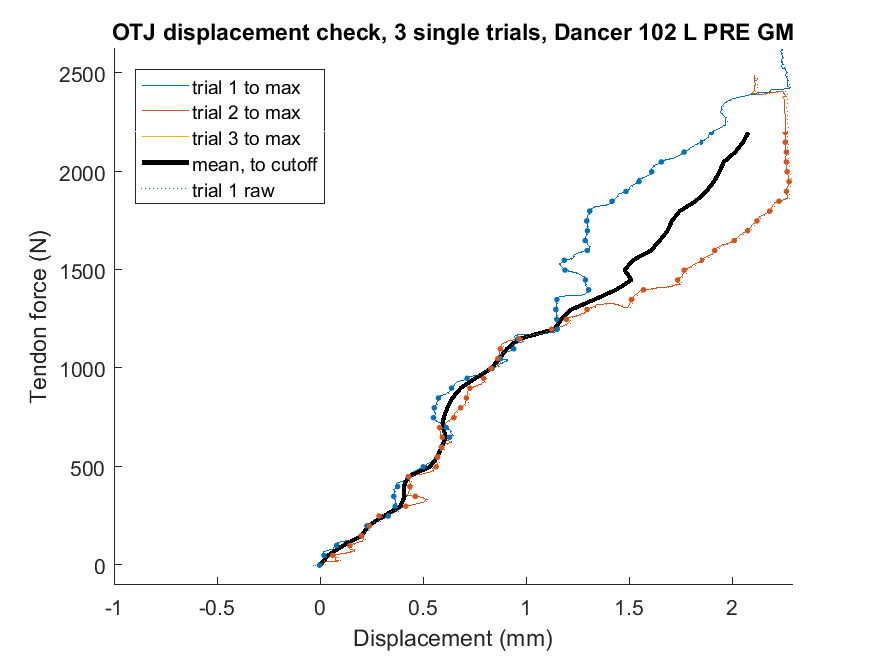 OTJ displacement check, 3 single trials, Dancer 102 L PRE GM
2500
2000
1500
1000
500
0
Tendon force (N)
trial 1 to max
trial 2 to max
trial 3 to max
mean, to cutoff
trial 1 raw
-1
-0.5
0
0.5
1
1.5
2
Displacement (mm)